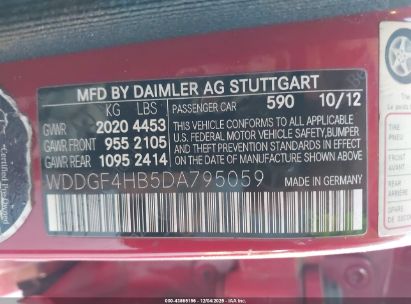 MFD BY DAIMLER AG STUTTGART
KG LBS PASSENGER CAR 590 10/12
GVWR 2020 4453
GAWR FRONT 955 2105
GAWR REAR 1095 2414
THIS VEHICLE CONFORMS TO ALL APPLICABLE
U.S. FEDERAL MOTOR VEHICLE SAFETY, BUMPER
AND THEFT PREVENTION STANDARDS IN EFFECT
ON THE DATE OF MANUFACTURE SHOWN ABOVE.
WDDGF4HB5DA795059
MADE IN GERMANY
Certified